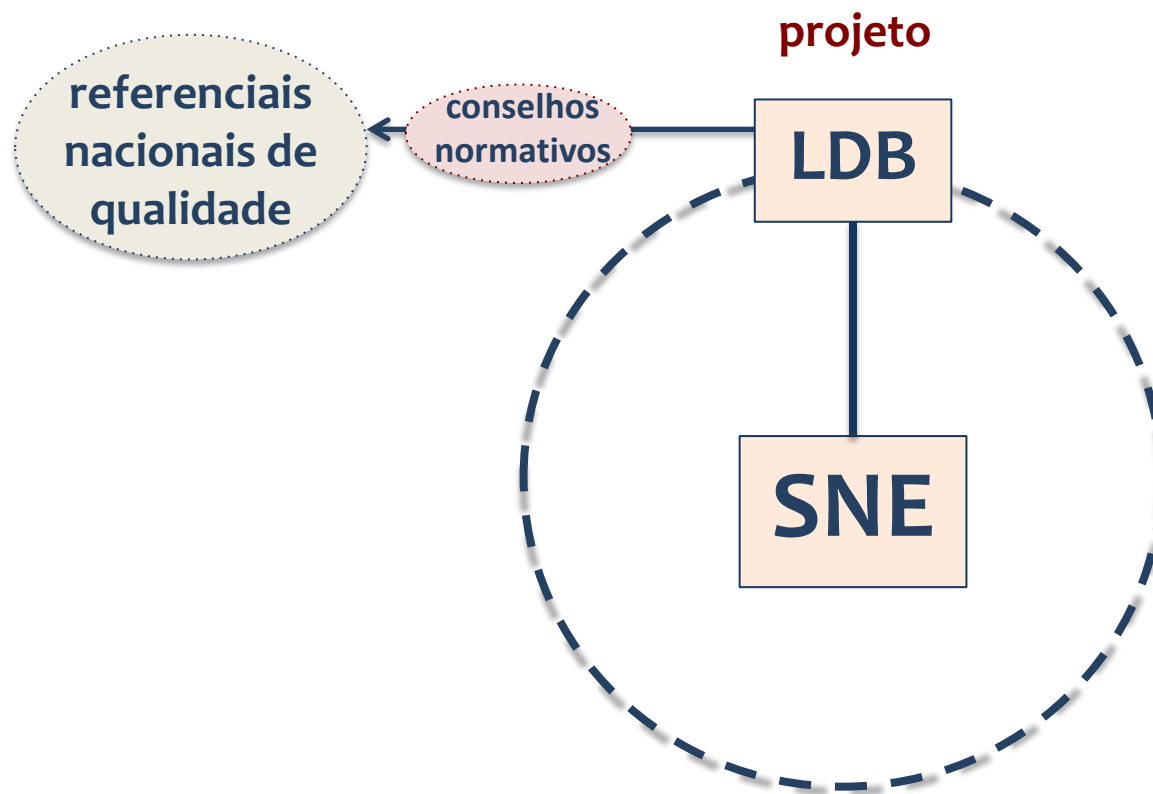 projeto
referenciais
nacionais de
qualidade
conselhos
normativos
LDB
SNE